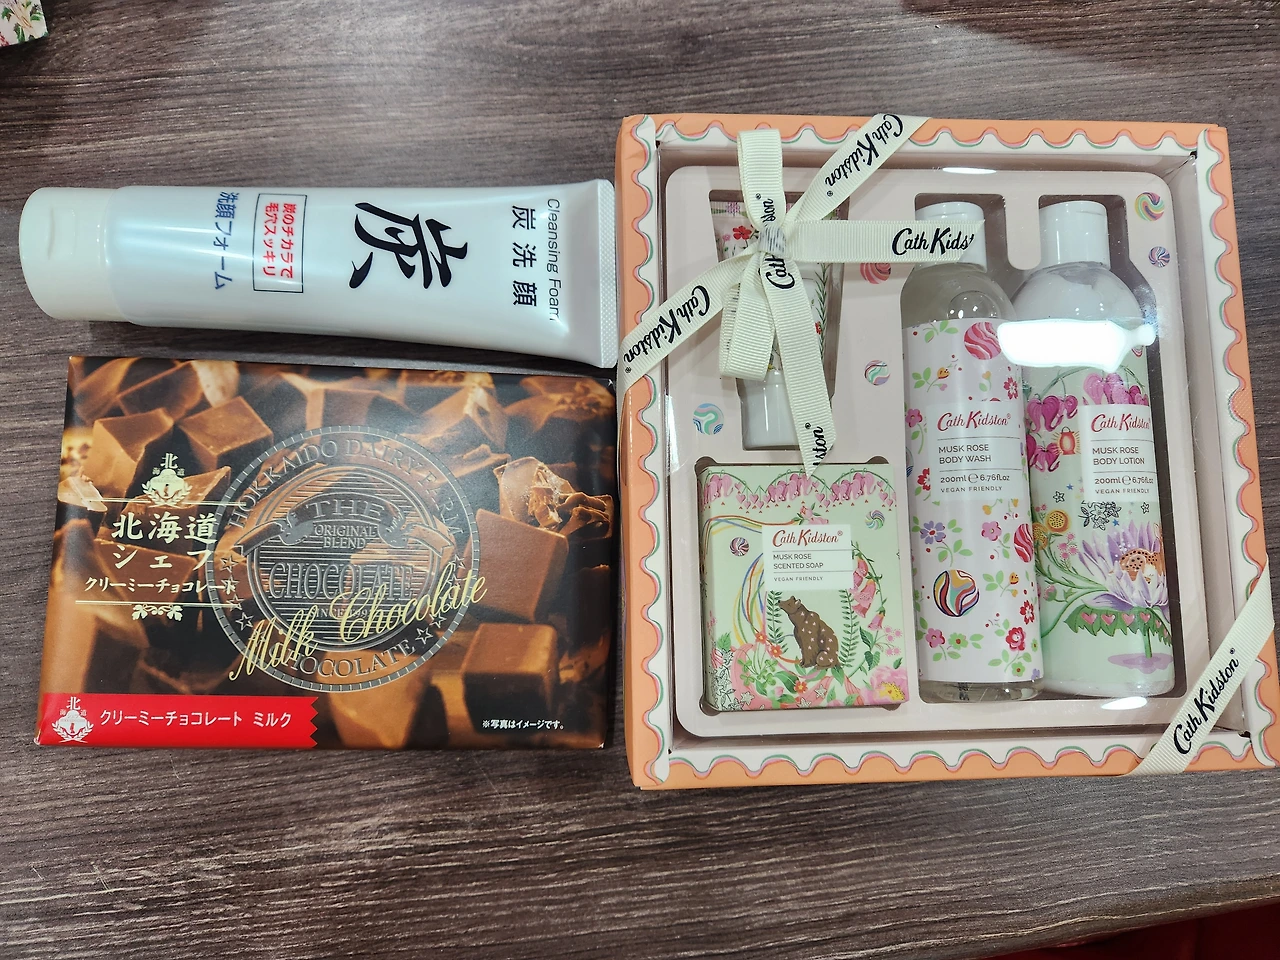 Cleansing Foam
炭洗顔
炭
炭のチカラで
毛穴スッキリ
洗顔フォーム
北海道
北海道
シェフ
クリーミーチョコレート
HOKKAIDO DAIRY FARM
THE
ORIGINAL
BLEND
CHOCOLATE
CHOCOLATE
Milk Chocolate
北海道
クリーミーチョコレート ミルク
※写真はイメージです。
Cath Kidston®
Cath Kids
Cath Kidston®
Cath Kidston®
MUSK ROSE
SCENTED SOAP
VEGAN FRIENDLY
Cath Kidston®
MUSK ROSE
BODY WASH
200ml ℮ 6.76fl.oz
VEGAN FRIENDLY
Cath Kidston®
MUSK ROSE
BODY LOTION
200ml ℮ 6.76fl.oz
VEGAN FRIENDLY
Cath Kidston®